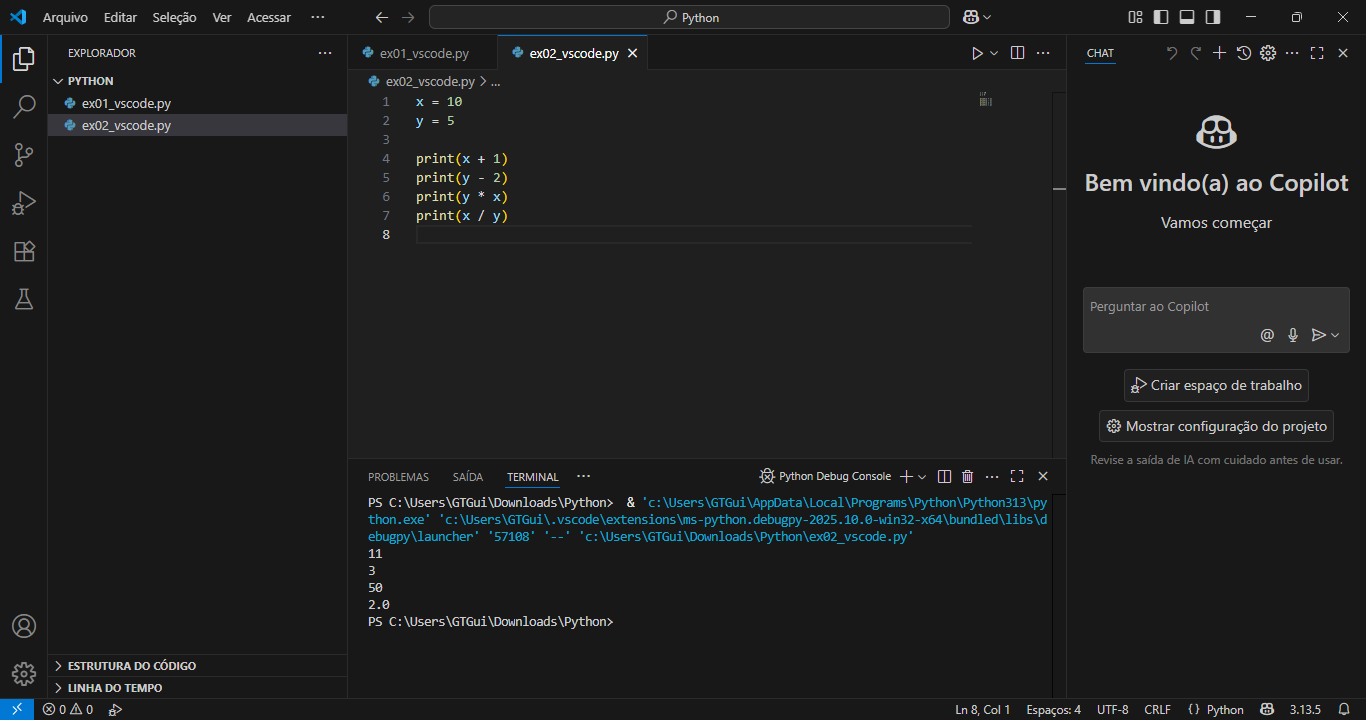 Arquivo Editar Seleção Ver Acessar ···
Python
EXPLORADOR ···
PYTHON
ex01_vscode.py
ex02_vscode.py
ESTRUTURA DO CÓDIGO
LINHA DO TEMPO
ex01_vscode.py
ex02_vscode.py
ex02_vscode.py > ...
1 x = 10
2 y = 5
3
4 print(x + 1)
5 print(y - 2)
6 print(y * x)
7 print(x / y)
8
PROBLEMAS SAÍDA TERMINAL ···
Python Debug Console
PS C:\Users\GTGui\Downloads\Python> & 'c:\Users\GTGui\AppData\Local\Programs\Python\Python313\py
thon.exe' 'c:\Users\GTGui\.vscode\extensions\ms-python.debugpy-2025.10.0-win32-x64\bundled\libs\d
ebugpy\launcher' '57108' '--' 'c:\Users\GTGui\Downloads\Python\ex02_vscode.py'
11
3
50
2.0
PS C:\Users\GTGui\Downloads\Python>
CHAT
Bem vindo(a) ao Copilot
Vamos começar
Perguntar ao Copilot
@
Criar espaço de trabalho
Mostrar configuração do projeto
Revise a saída de IA com cuidado antes de usar.
0 0
Ln 8, Col 1 Espaços: 4 UTF-8 CRLF {} Python 3.13.5